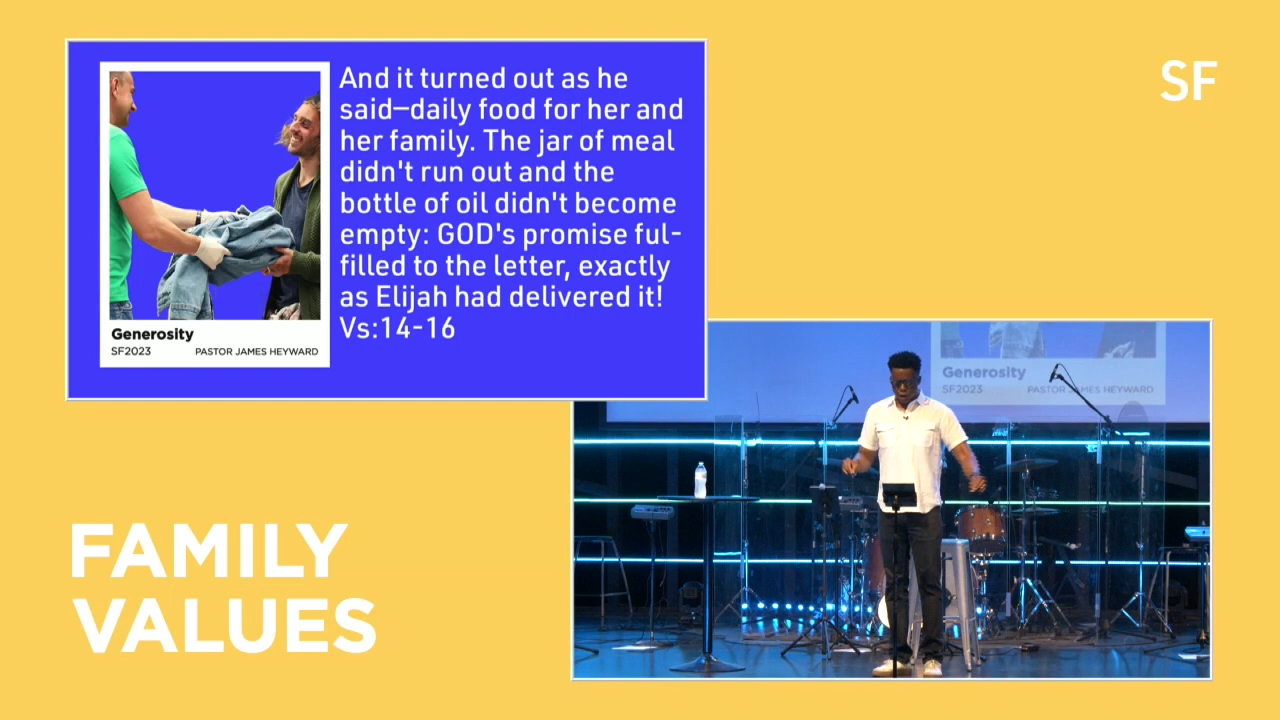 And it turned out as he
said—daily food for her and
her family. The jar of meal
didn't run out and the
bottle of oil didn't become
empty: GOD's promise ful-
filled to the letter, exactly
as Elijah had delivered it!
Vs:14-16
Generosity
SF2023 PASTOR JAMES HEYWARD
SF
Generosity
SF2023 PASTOR JAMES HEYWARD
FAMILY
VALUES